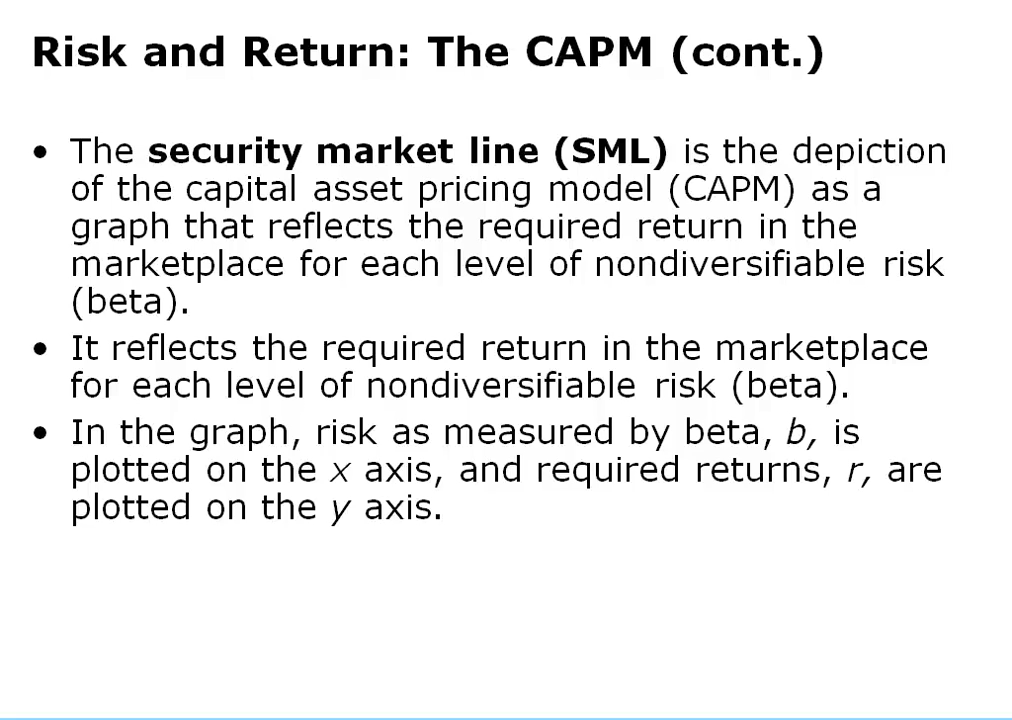 Risk and Return: The CAPM (cont.)
• The security market line (SML) is the depiction
of the capital asset pricing model (CAPM) as a
graph that reflects the required return in the
marketplace for each level of nondiversifiable risk
(beta).
• It reflects the required return in the marketplace
for each level of nondiversifiable risk (beta).
• In the graph, risk as measured by beta, b, is
plotted on the x axis, and required returns, r, are
plotted on the y axis.